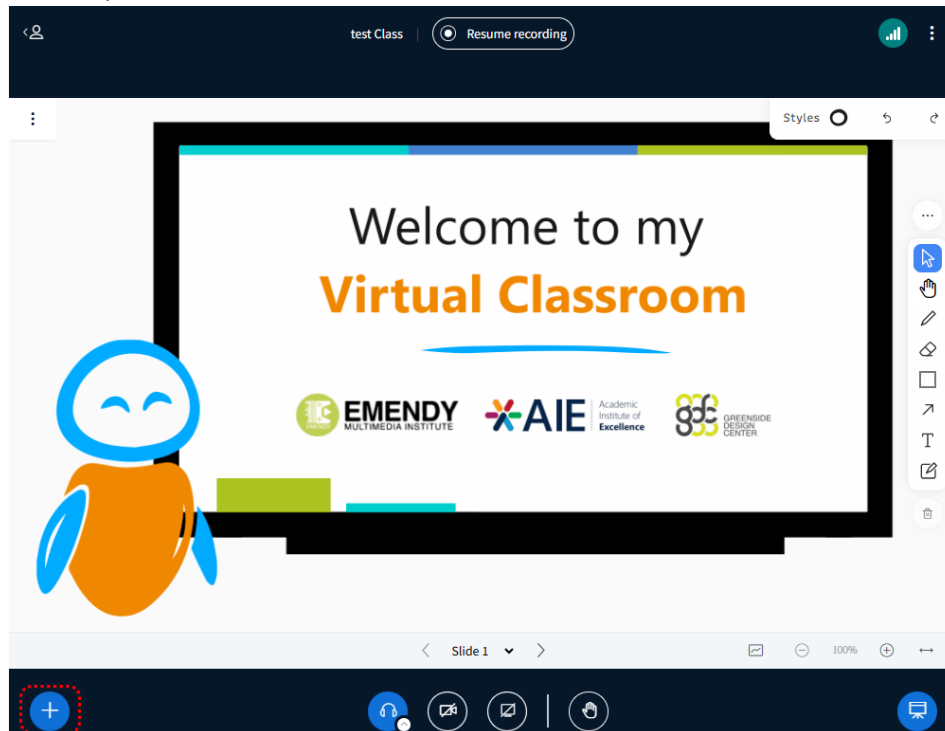 test Class
Resume recording
Styles
Welcome to my
Virtual Classroom
EMENDY
MULTIMEDIA INSTITUTE
AIE
Academic
Institute of
Excellence
GREENSIDE
DESIGN
CENTER
T
Slide 1
100%